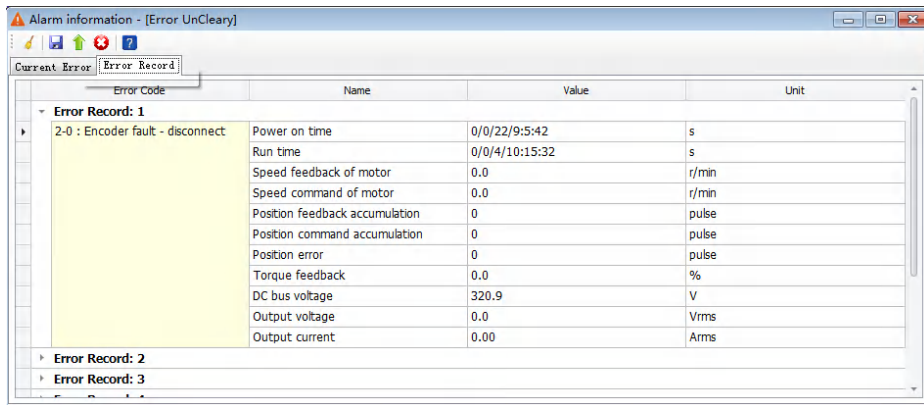 Alarm information - [Error UnCleary]
Current Error Error Record
Error Code Name Value Unit
Error Record: 1
2-0 : Encoder fault - disconnect Power on time 0/0/22/9:5:42 s
Run time 0/0/4/10:15:32 s
Speed feedback of motor 0.0 r/min
Speed command of motor 0.0 r/min
Position feedback accumulation 0 pulse
Position command accumulation 0 pulse
Position error 0 pulse
Torque feedback 0.0 %
DC bus voltage 320.9 V
Output voltage 0.0 Vrms
Output current 0.00 Arms
Error Record: 2
Error Record: 3